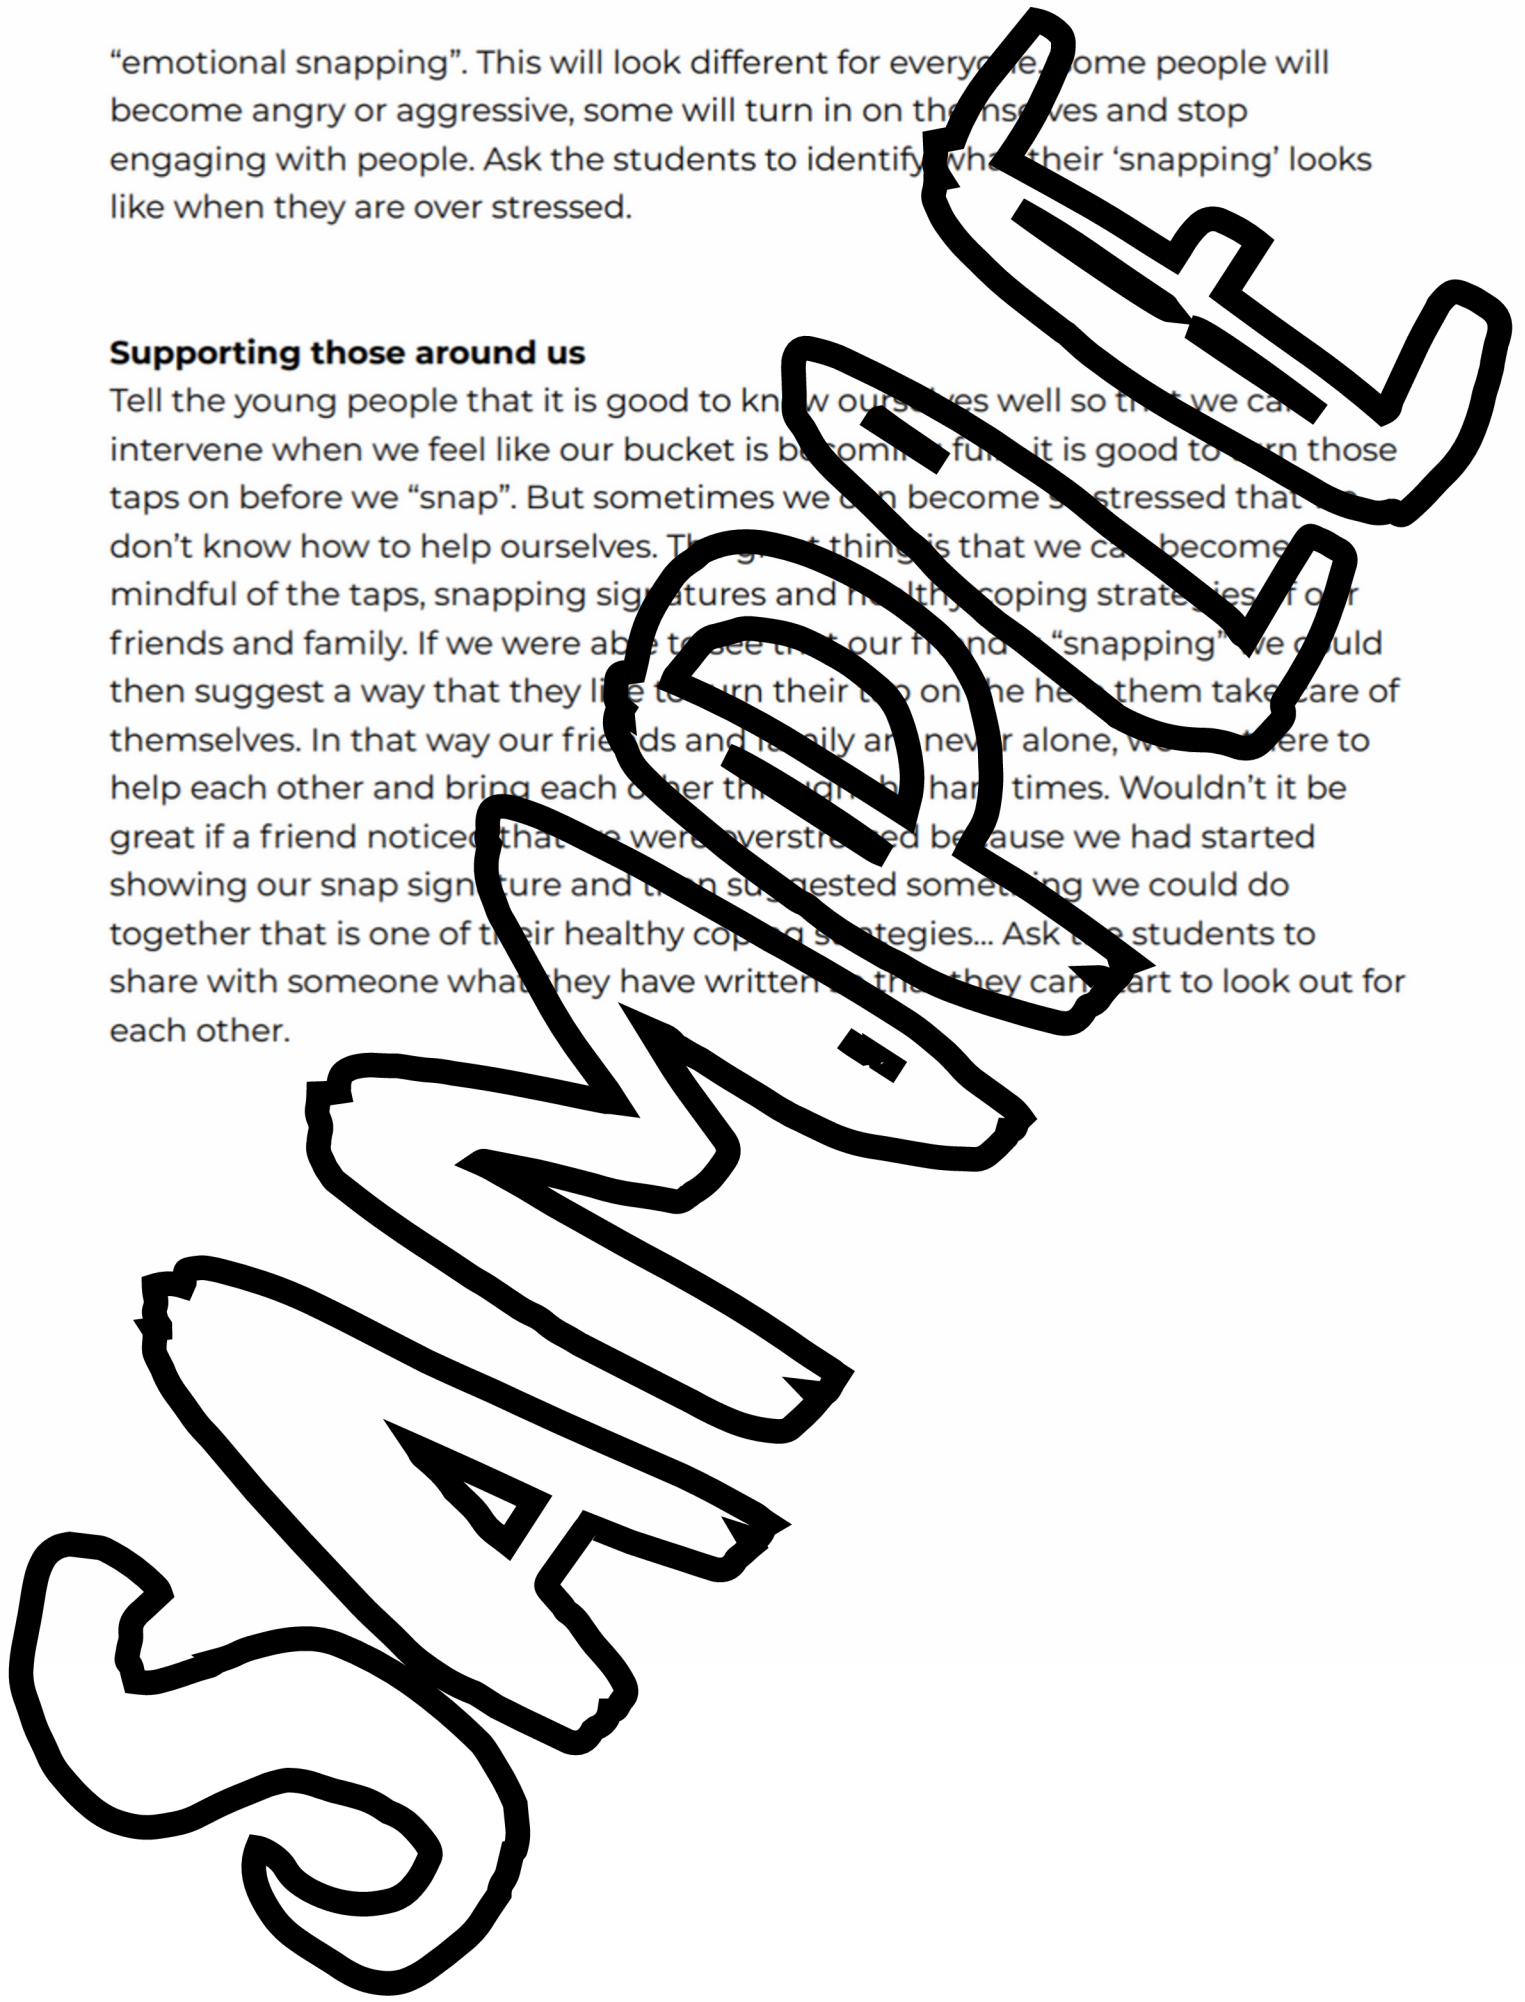 “emotional snapping”. This will look different for everyone. Some people will
become angry or aggressive, some will turn in on themselves and stop
engaging with people. Ask the students to identify what their ‘snapping’ looks
like when they are over stressed.
Supporting those around us
Tell the young people that it is good to know ourselves well so that we can
intervene when we feel like our bucket is becoming full, it is good to turn those
taps on before we “snap”. But sometimes we can become so stressed that we
don’t know how to help ourselves. The great thing is that we can become
mindful of the taps, snapping signatures and healthy coping strategies of our
friends and family. If we were able to see that our friend “snapping” we could
then suggest a way that they like to turn their tap on the help them take care of
themselves. In that way our friends and family are never alone, there to
help each other and bring each other through the hard times. Wouldn’t it be
great if a friend noticed that we were overstressed because we had started
showing our snap signature and then suggested something we could do
together that is one of their healthy coping strategies... Ask the students to
share with someone what they have written so that they can start to look out for
each other.
SAMPLE